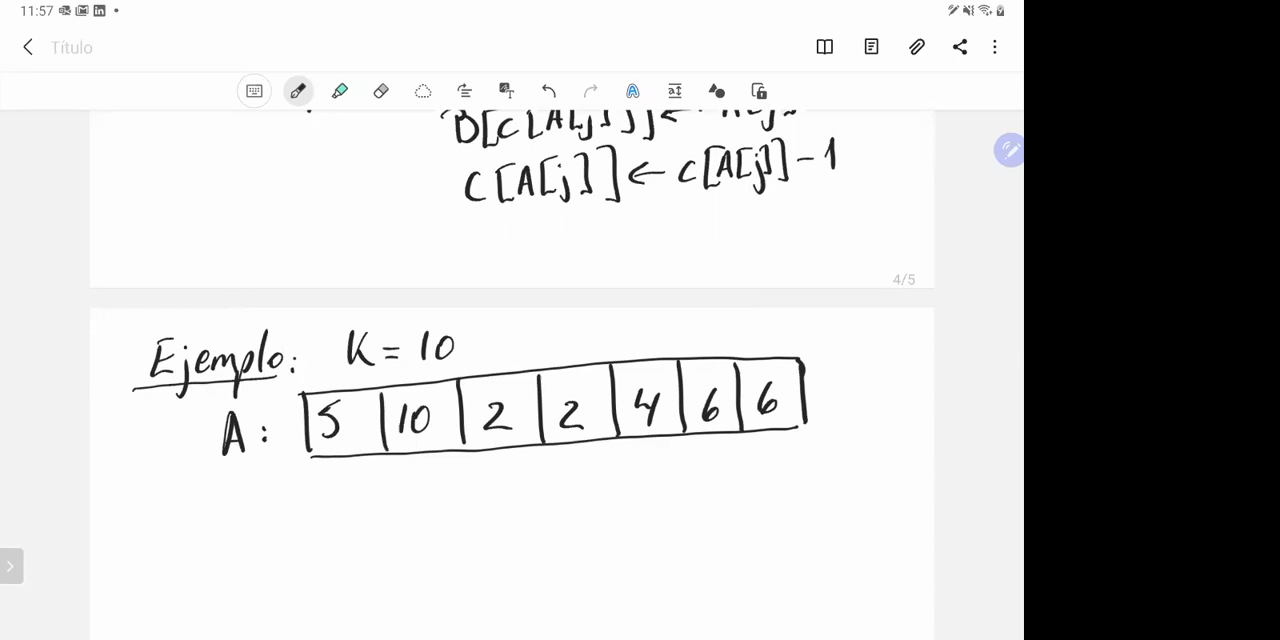 11:57
Título
B[C[A[j]]] ←
C[A[j]] ← C[A[j]] - 1
4/5
Ejemplo: K = 10
A: 5 10 2 2 4 6 6